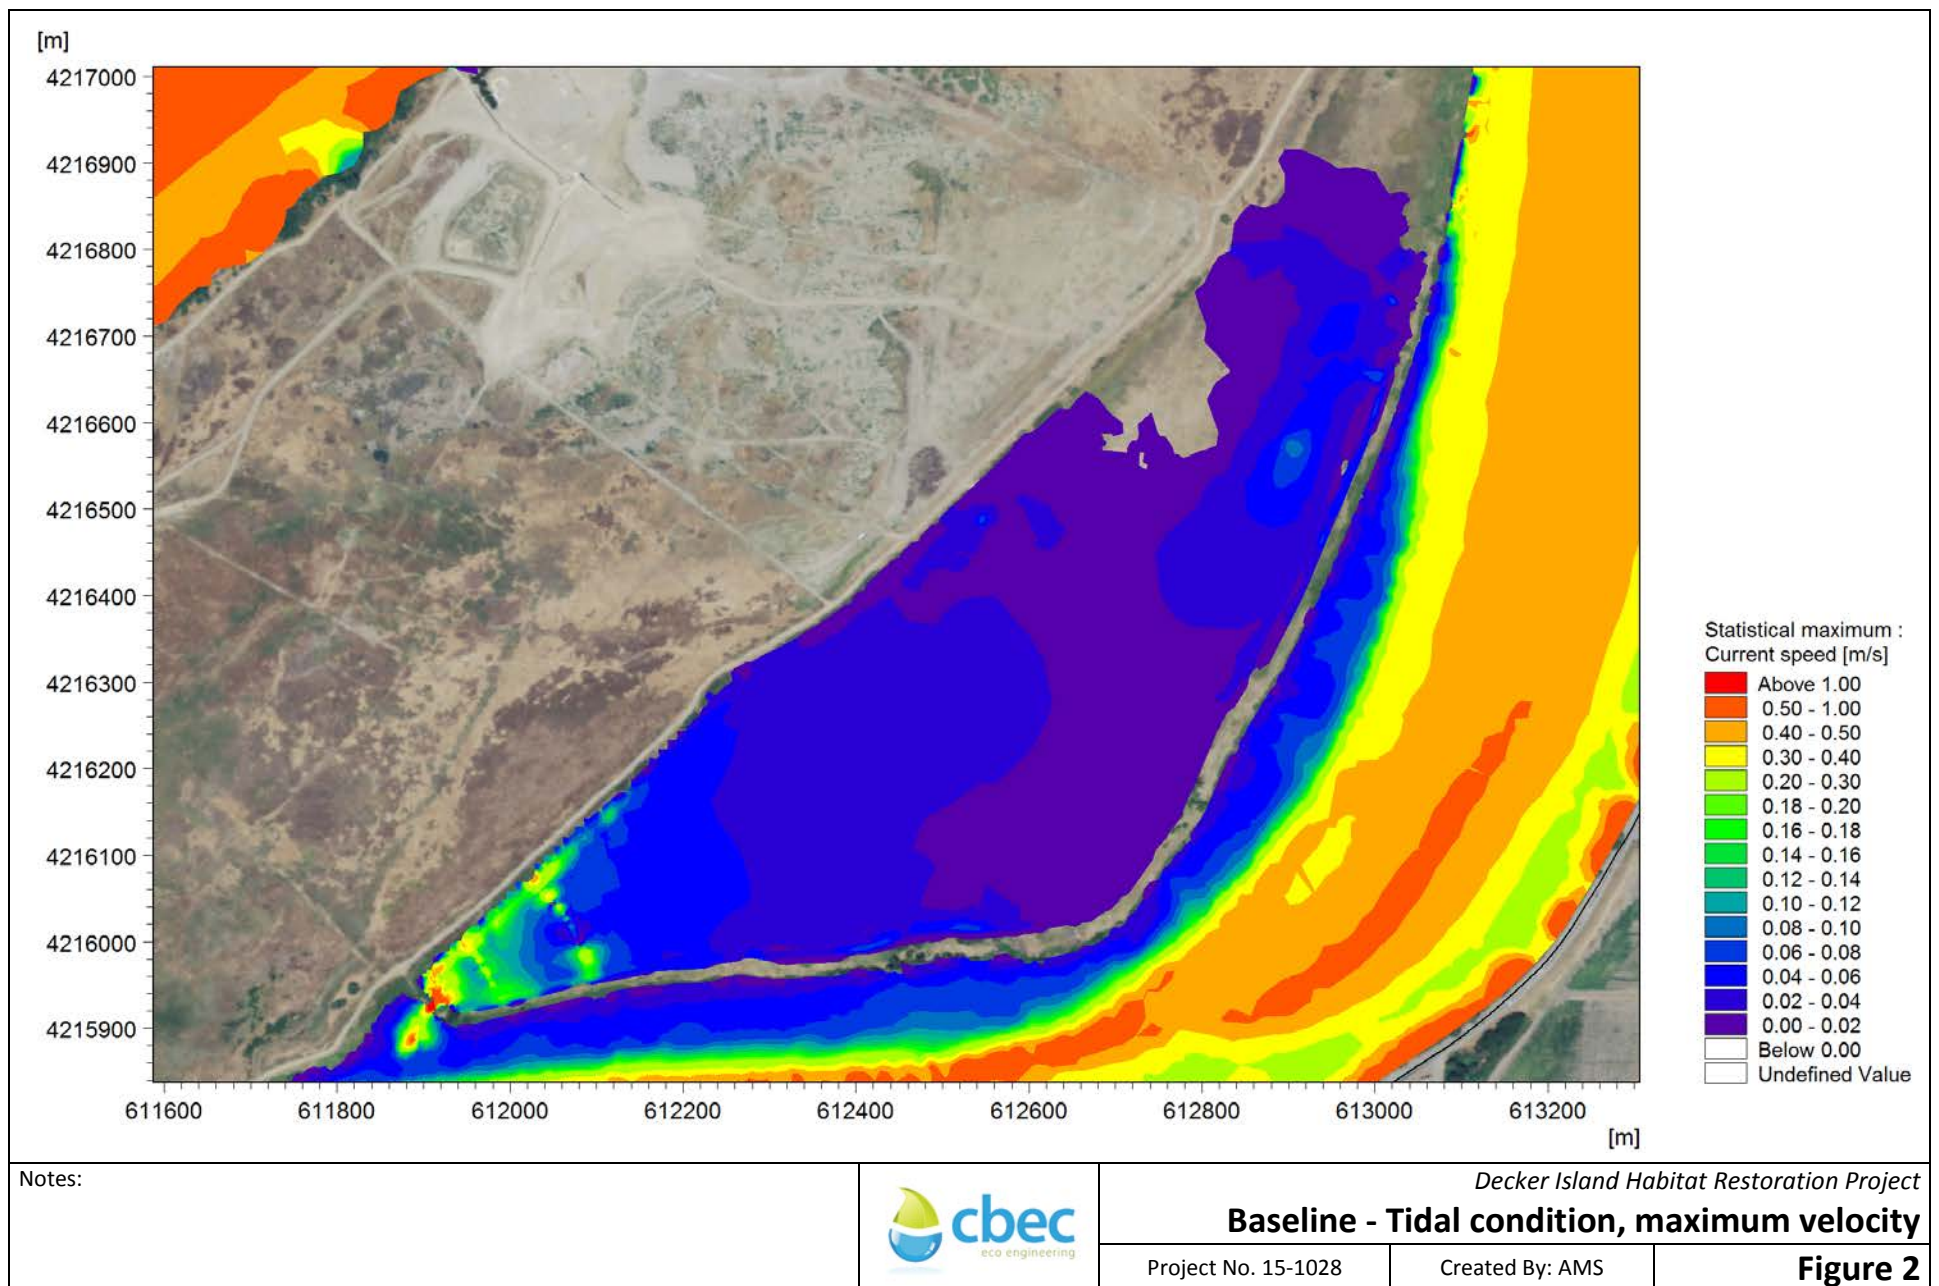 [m]
4217000
4216900
4216800
4216700
4216600
4216500
4216400
4216300
4216200
4216100
4216000
4215900
611600 611800 612000 612200 612400 612600 612800 613000 613200
[m]
Statistical maximum :
Current speed [m/s]
Above 1.00
0.50 - 1.00
0.40 - 0.50
0.30 - 0.40
0.20 - 0.30
0.18 - 0.20
0.16 - 0.18
0.14 - 0.16
0.12 - 0.14
0.10 - 0.12
0.08 - 0.10
0.06 - 0.08
0.04 - 0.06
0.02 - 0.04
0.00 - 0.02
Below 0.00
Undefined Value
Notes:
cbec
eco engineering
Decker Island Habitat Restoration Project
Baseline - Tidal condition, maximum velocity
Project No. 15-1028
Created By: AMS
Figure 2